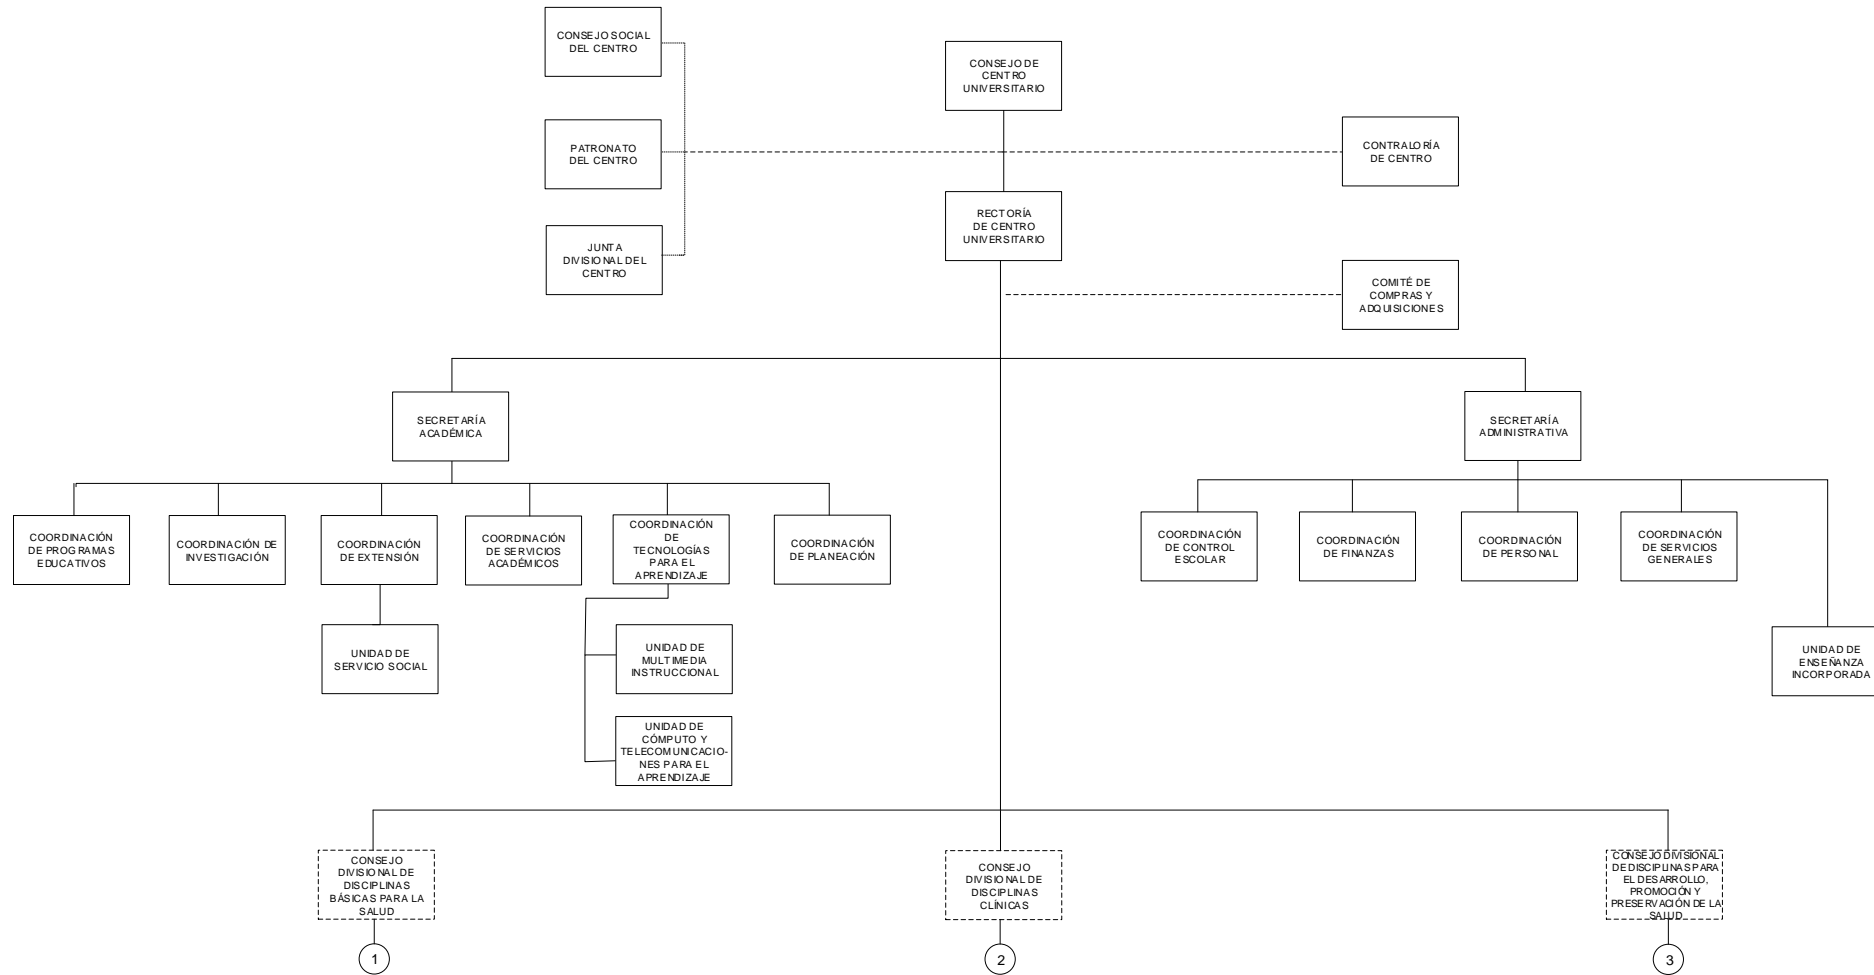 CONSEJO SOCIAL
DEL CENTRO
CONSEJO DE
CENTRO
UNIVERSITARIO
PATRONATO
DEL CENTRO
CONTRALORÍA
DE CENTRO
RECTORÍA
DE CENTRO
UNIVERSITARIO
JUNTA
DIVISIONAL DEL
CENTRO
COMITÉ DE
COMPRAS Y
ADQUISICIONES
SECRETARÍA
ACADÉMICA
SECRETARÍA
ADMINISTRATIVA
COORDINACIÓN
DE PROGRAMAS
EDUCATIVOS
COORDINACIÓN DE
INVESTIGACIÓN
COORDINACIÓN
DE EXTENSIÓN
COORDINACIÓN
DE SERVICIOS
ACADÉMICOS
COORDINACIÓN
DE
TECNOLOGÍAS
PARA EL
APRENDIZAJE
COORDINACIÓN
DE PLANEACIÓN
COORDINACIÓN
DE CONTROL
ESCOLAR
COORDINACIÓN
DE FINANZAS
COORDINACIÓN
DE PERSONAL
COORDINACIÓN
DE SERVICIOS
GENERALES
UNIDAD DE
SERVICIO SOCIAL
UNIDAD DE
MULTIMEDIA
INSTRUCCIONAL
UNIDAD DE
ENSEÑANZA
INCORPORADA
UNIDAD DE
CÓMPUTO Y
TELECOMUNICACIO-
NES PARA EL
APRENDIZAJE
CONSEJO
DIVISIONAL DE
DISCIPLINAS
BÁSICAS PARA LA
SALUD
CONSEJO
DIVISIONAL DE
DISCIPLINAS
CLÍNICAS
CONSEJO DIVISIONAL
DE DISCIPLINAS PARA
EL DESARROLLO,
PROMOCIÓN Y
PRESERVACIÓN DE LA
SALUD
1
2
3